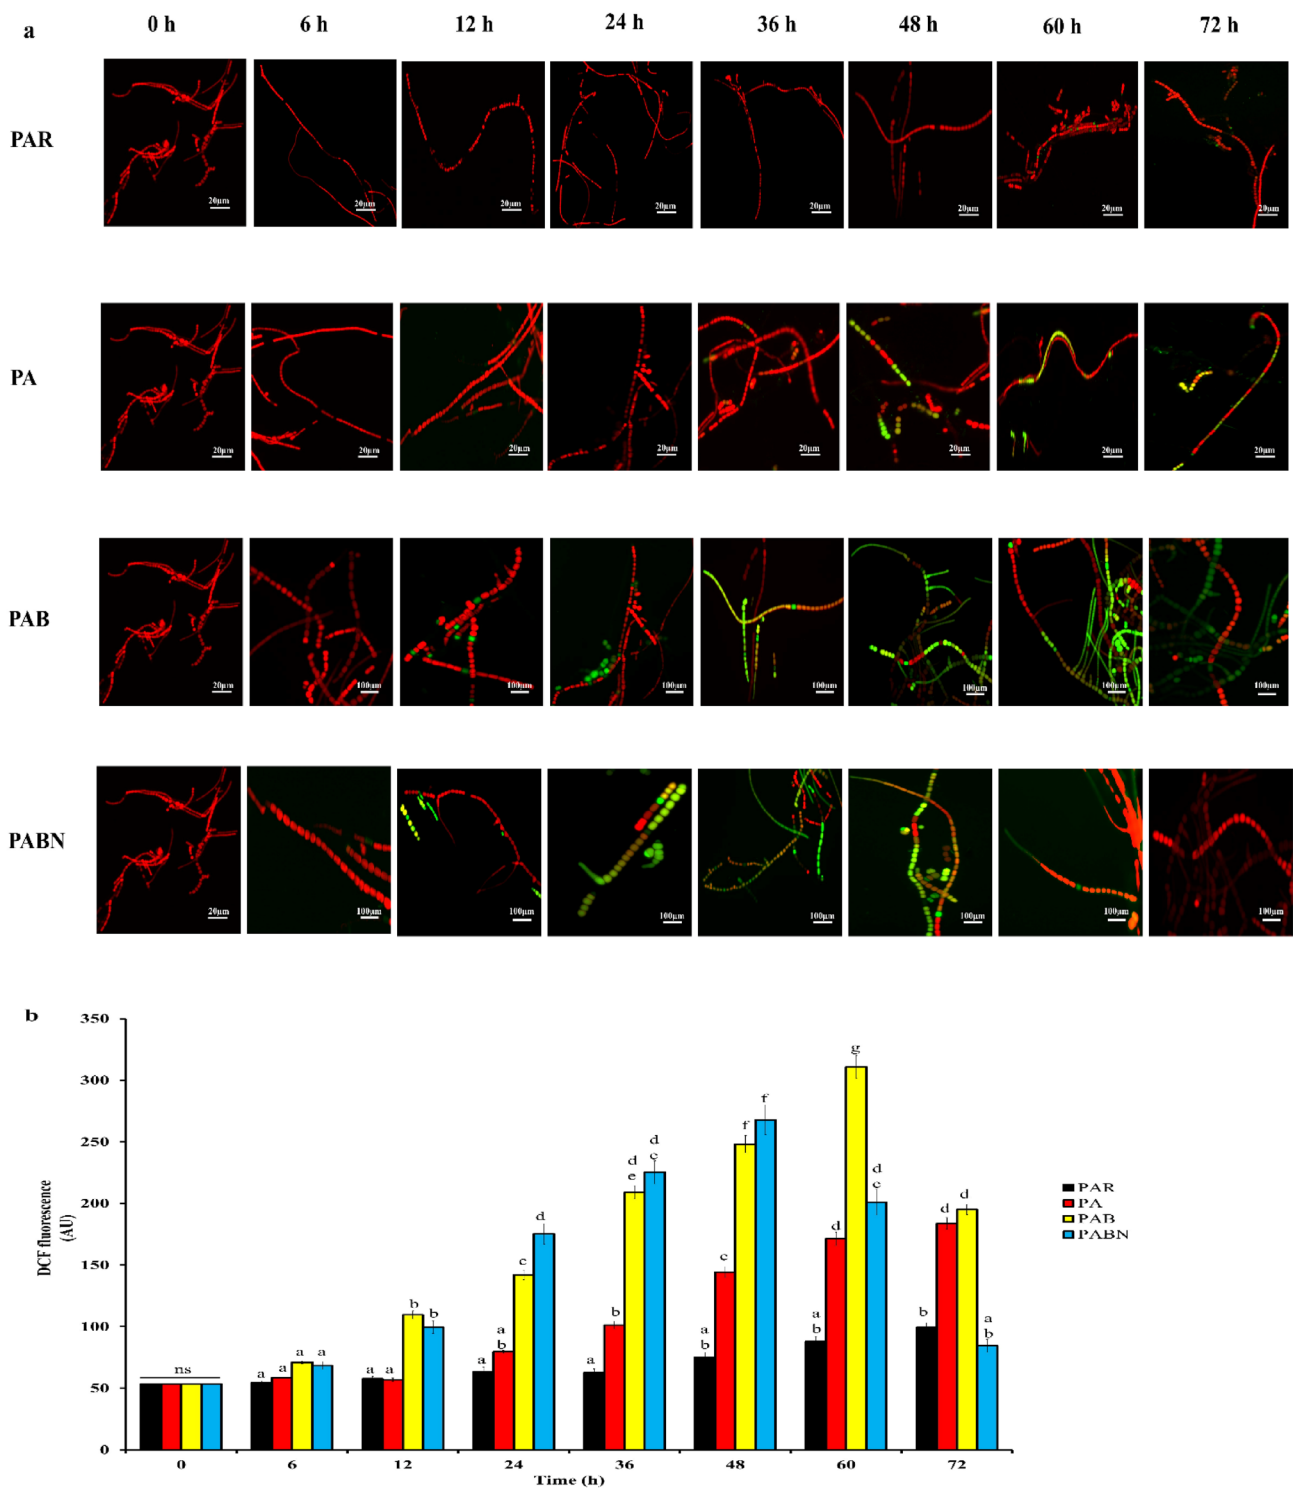 a
0 h 6 h 12 h 24 h 36 h 48 h 60 h 72 h
PAR
20μm 20μm 20μm 20μm 20μm 20μm 20μm 20μm
PA
20μm 20μm 20μm 20μm 20μm 20μm 20μm 20μm
PAB
20μm 100μm 100μm 100μm 100μm 100μm 100μm 100μm
PABN
20μm 100μm 100μm 100μm 100μm 100μm 100μm 100μm
b
DCF fluorescence
(AU)
350
300
250
200
150
100
50
0
ns
a a a a
a a b b
a a b c d
a b d e d c
a b c f f
a b d g d c
b d d a b
0 6 12 24 36 48 60 72
Time (h)
PAR
PA
PAB
PABN